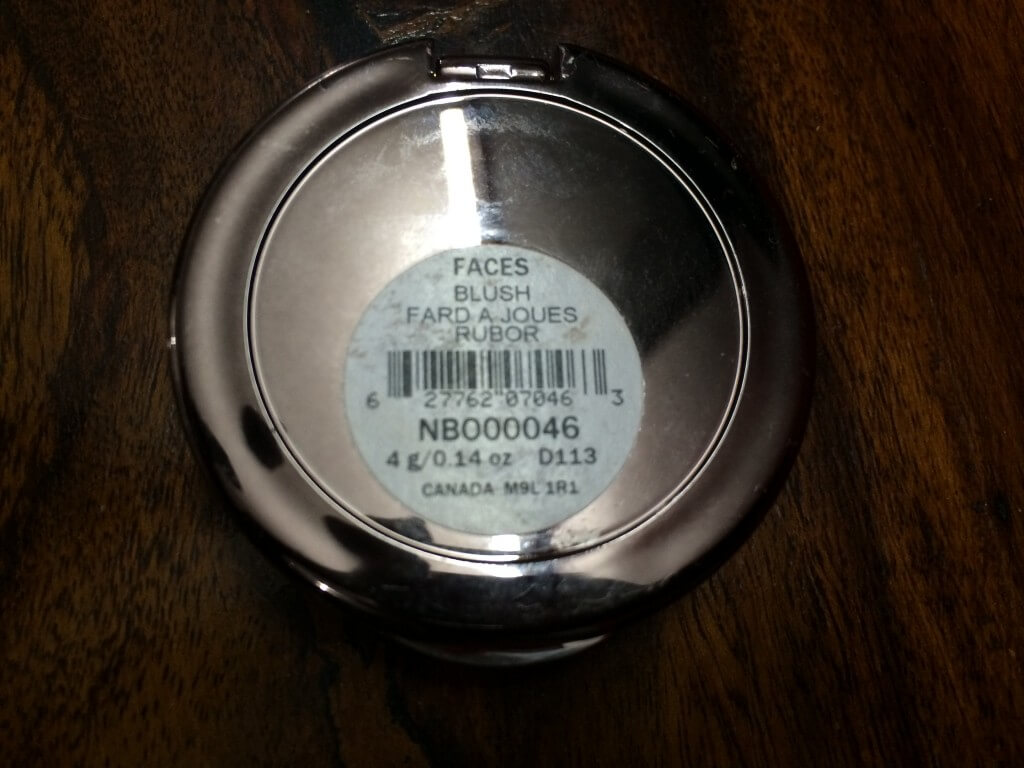 FACES
BLUSH
FARD A JOUES
RUBOR
6 27762 07046 3
NB000046
4 g/0.14 oz D113
CANADA M9L 1R1